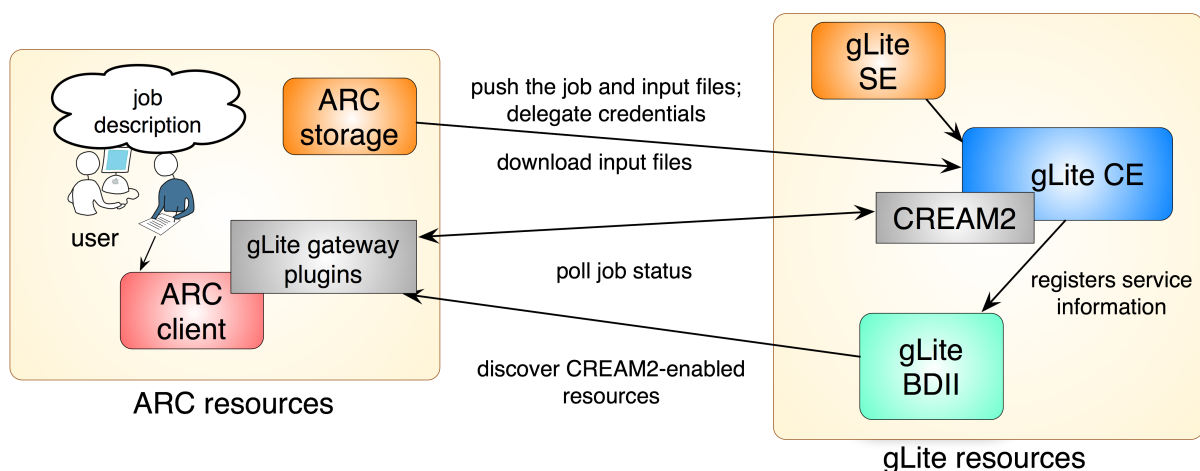 job
description
user
ARC
storage
gLite gateway
plugins
ARC
client
ARC resources
push the job and input files;
delegate credentials
download input files
poll job status
discover CREAM2-enabled
resources
gLite
SE
gLite CE
CREAM2
registers service
information
gLite
BDII
gLite resources